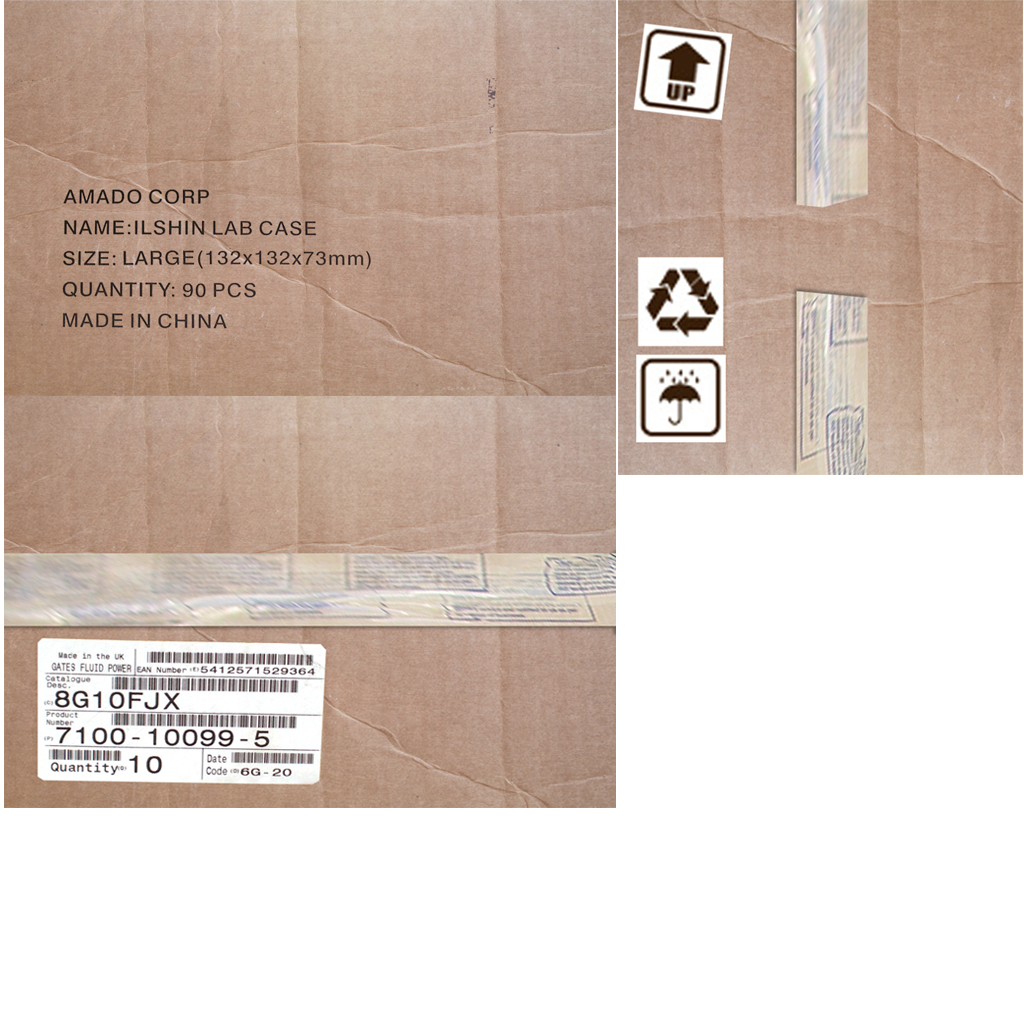 AMADO CORP
NAME:ILSHIN LAB CASE
SIZE: LARGE(132x132x73mm)
QUANTITY: 90 PCS
MADE IN CHINA
UP
Made in the UK
GATES FLUID POWER
EAN Number (E) 5412571529364
Catalogue
Desc.
(C) 8G10FJX
Product
Number
(P) 7100-10099-5
Quantity(Q) 10
Date
Code (D) 6G-20